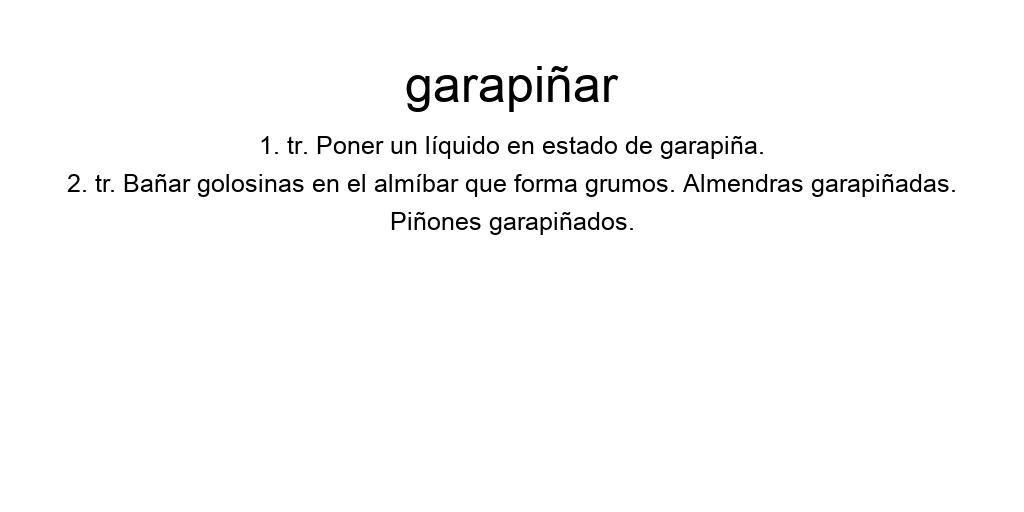 garapiñar
1. tr. Poner un líquido en estado de garapiña.
2. tr. Bañar golosinas en el almíbar que forma grumos. Almendras garapiñadas.
Piñones garapiñados.